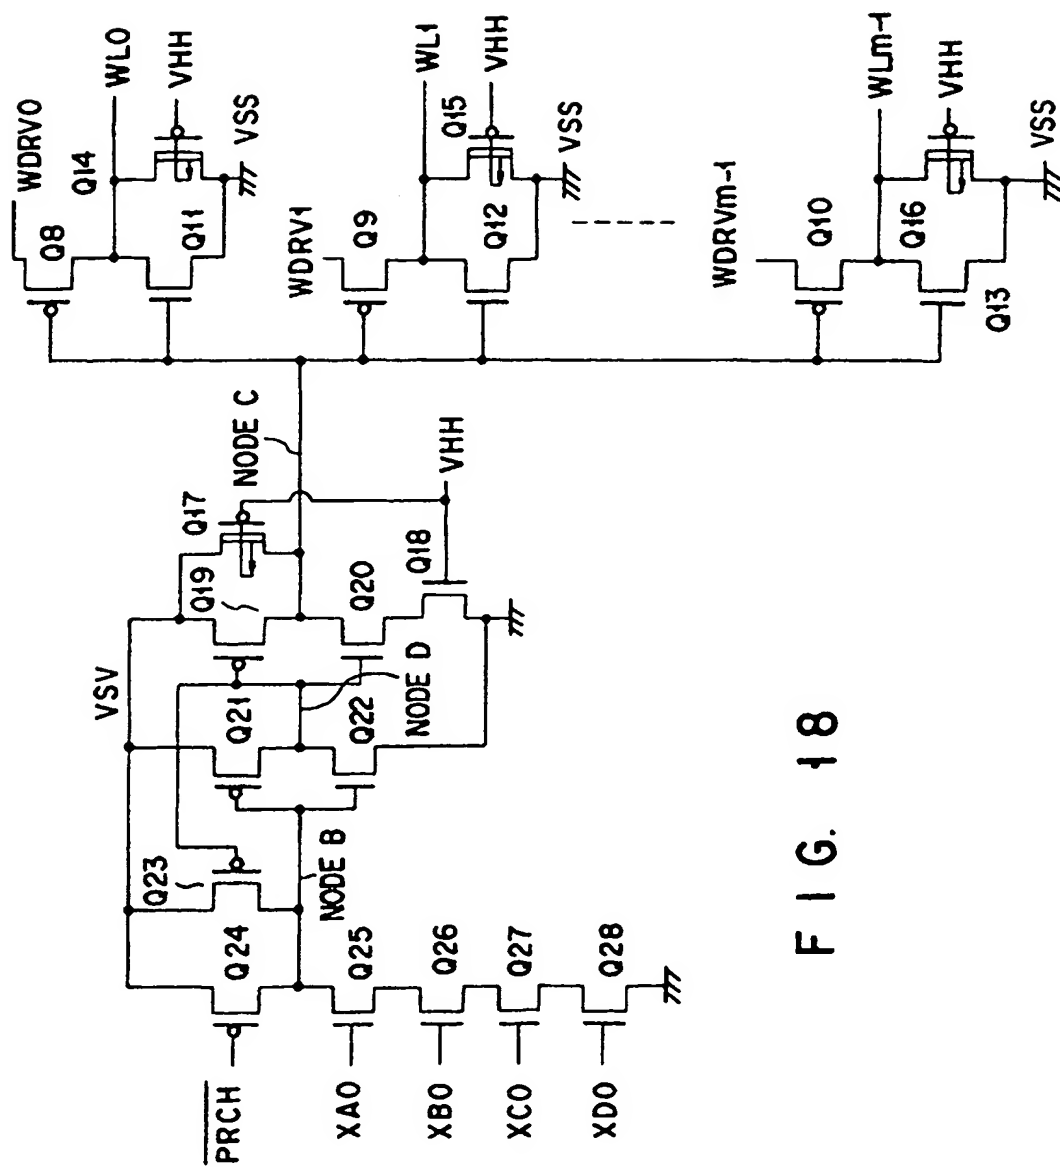 WDRV0
Q8
Q14
WL0
VHH
Q11
VSS
WDRV1
Q9
WL1
Q15
VHH
Q12
VSS
WDRVm-1
Q10
WLm-1
Q16
VHH
Q13
VSS
NODE C
VSV
Q17
Q19
VHH
Q18
Q20
Q21
Q22
NODE D
Q23
Q24
NODE B
PRCH
Q25
XA0
Q26
XB0
Q27
XC0
Q28
XD0
FIG. 18